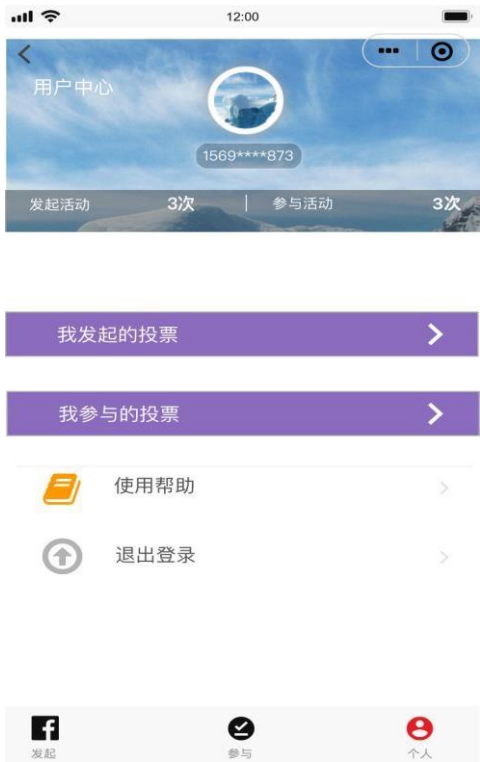 12:00
用户中心
1569****873
发起活动 3次 参与活动 3次
我发起的投票
我参与的投票
使用帮助
退出登录
发起 参与 个人